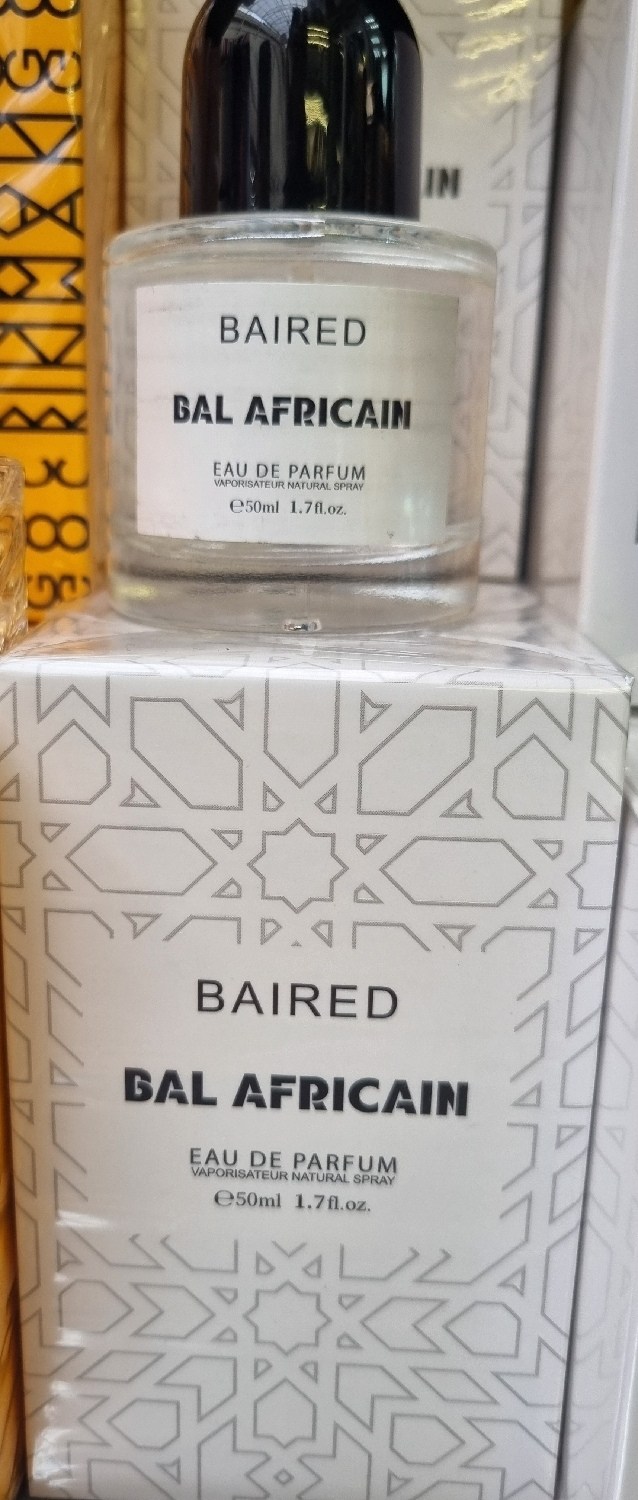 BAIRED
BAL AFRICAIN
EAU DE PARFUM
VAPORISATEUR NATURAL SPRAY
℮50ml 1.7fl.oz.
BAIRED
BAL AFRICAIN
EAU DE PARFUM
VAPORISATEUR NATURAL SPRAY
℮50ml 1.7fl.oz.